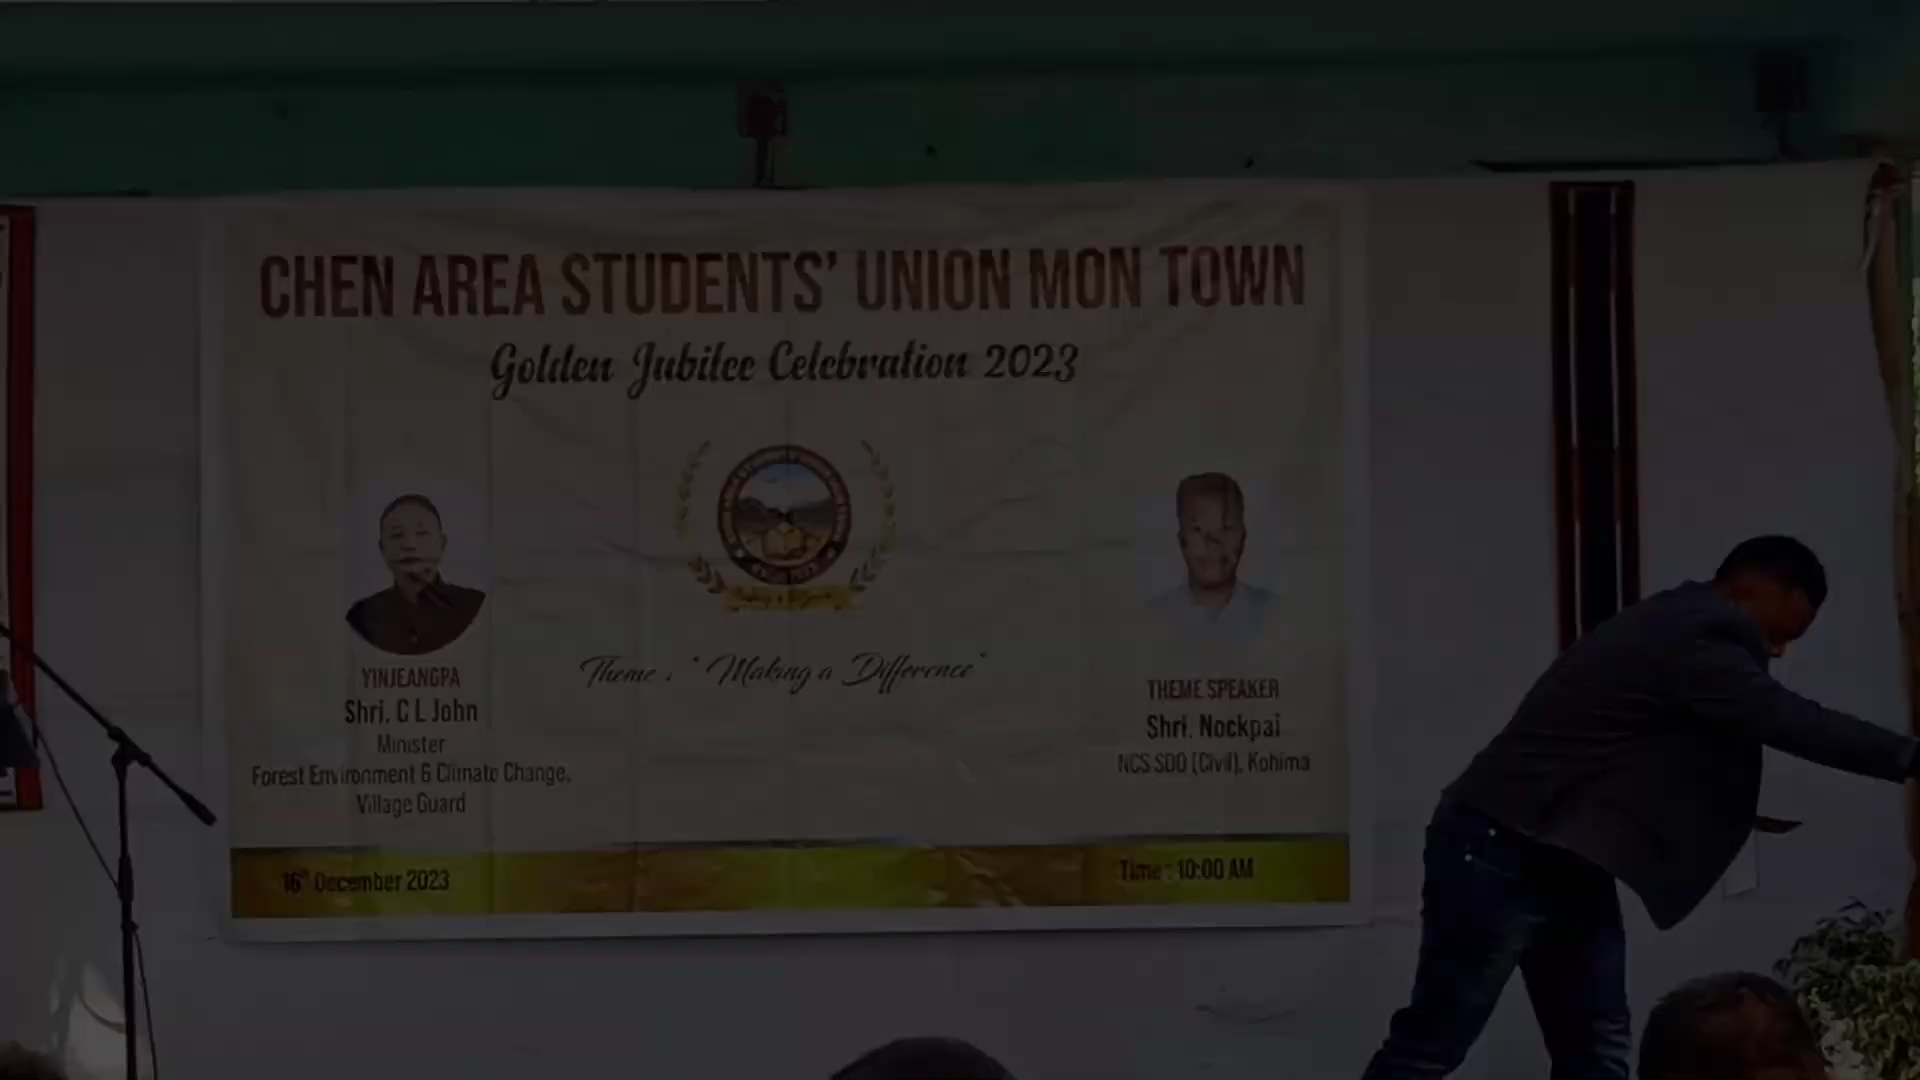 CHEN AREA STUDENTS' UNION MON TOWN
Golden Jubilee Celebration 2023
Theme : "Making a Difference"
YINJEANGPA
Shri. C L John
Minister
Forest Environment & Climate Change,
Village Guard
THEME SPEAKER
Shri. Nockpai
NCS SDO (Civil), Kohima
16th December 2023
Time : 10:00 AM